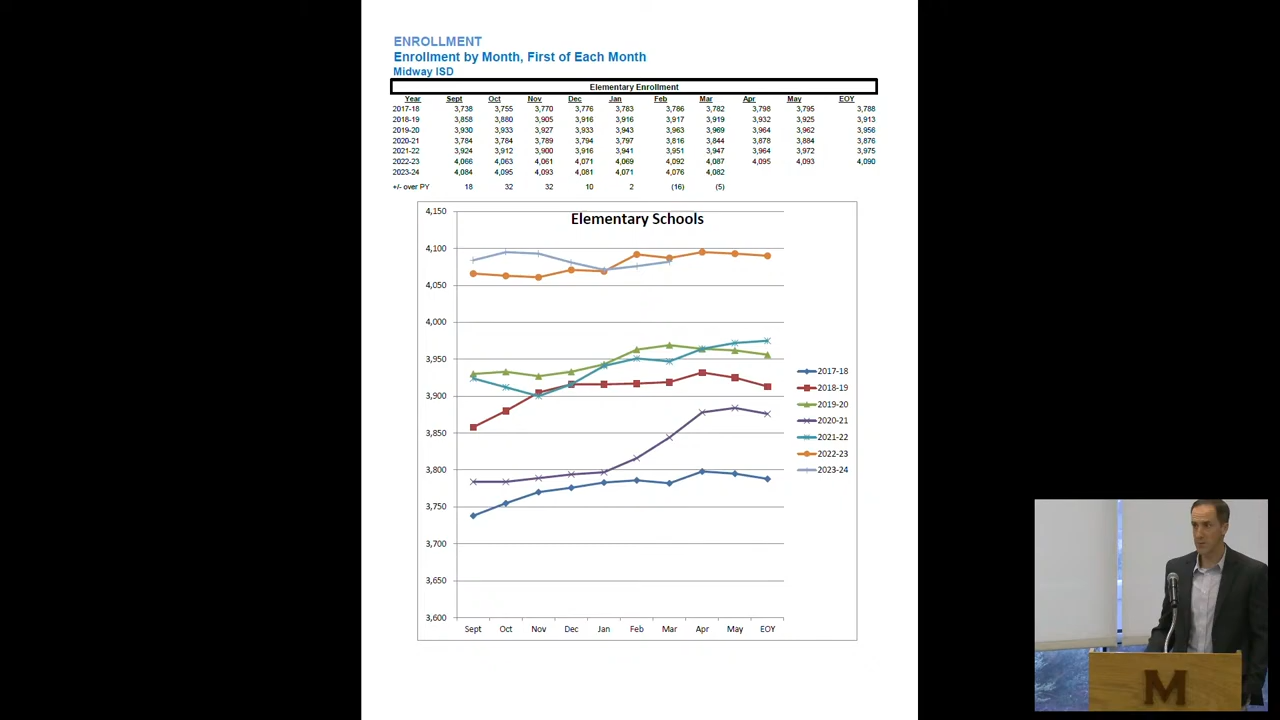 ENROLLMENT
Enrollment by Month, First of Each Month
Midway ISD
Elementary Enrollment
Year Sept Oct Nov Dec Jan Feb Mar Apr May EOY
2017-18 3,738 3,755 3,770 3,776 3,783 3,786 3,782 3,798 3,795 3,788
2018-19 3,858 3,880 3,905 3,916 3,916 3,917 3,919 3,932 3,925 3,913
2019-20 3,930 3,933 3,927 3,933 3,943 3,963 3,969 3,964 3,962 3,956
2020-21 3,784 3,784 3,789 3,794 3,797 3,816 3,844 3,878 3,884 3,876
2021-22 3,924 3,912 3,900 3,916 3,941 3,951 3,947 3,964 3,972 3,975
2022-23 4,066 4,063 4,061 4,071 4,069 4,092 4,087 4,095 4,093 4,090
2023-24 4,084 4,095 4,093 4,081 4,071 4,076 4,082
+/- over PY 18 32 32 10 2 (16) (5)
Elementary Schools
4,150
4,100
4,050
4,000
3,950
3,900
3,850
3,800
3,750
3,700
3,650
3,600
Sept Oct Nov Dec Jan Feb Mar Apr May EOY
2017-18
2018-19
2019-20
2020-21
2021-22
2022-23
2023-24
M